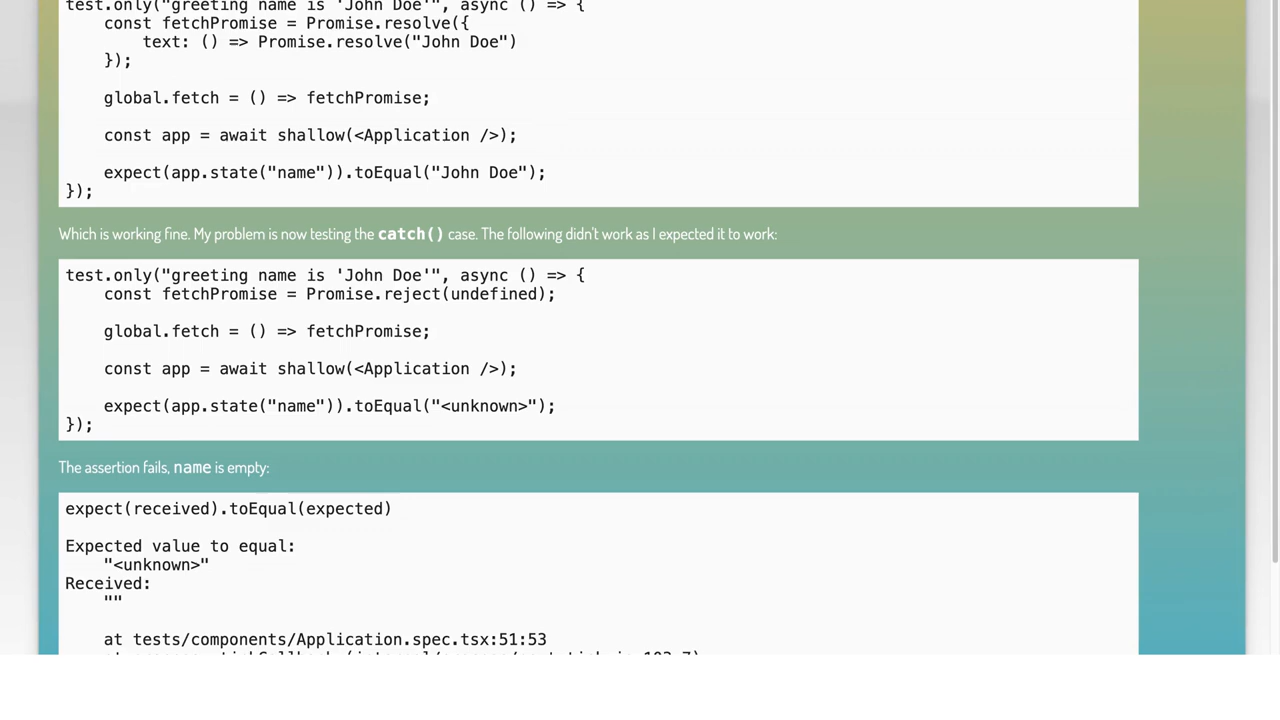 test.only("greeting name is 'John Doe'", async () => {
    const fetchPromise = Promise.resolve({
        text: () => Promise.resolve("John Doe")
    });
    global.fetch = () => fetchPromise;
    const app = await shallow(<Application />);
    expect(app.state("name")).toEqual("John Doe");
});
Which is working fine. My problem is now testing the catch() case. The following didn't work as I expected it to work:
test.only("greeting name is 'John Doe'", async () => {
    const fetchPromise = Promise.reject(undefined);
    global.fetch = () => fetchPromise;
    const app = await shallow(<Application />);
    expect(app.state("name")).toEqual("<unknown>");
});
The assertion fails, name is empty:
expect(received).toEqual(expected)
Expected value to equal:
    "<unknown>"
Received:
    ""
    at tests/components/Application.spec.tsx:51:53